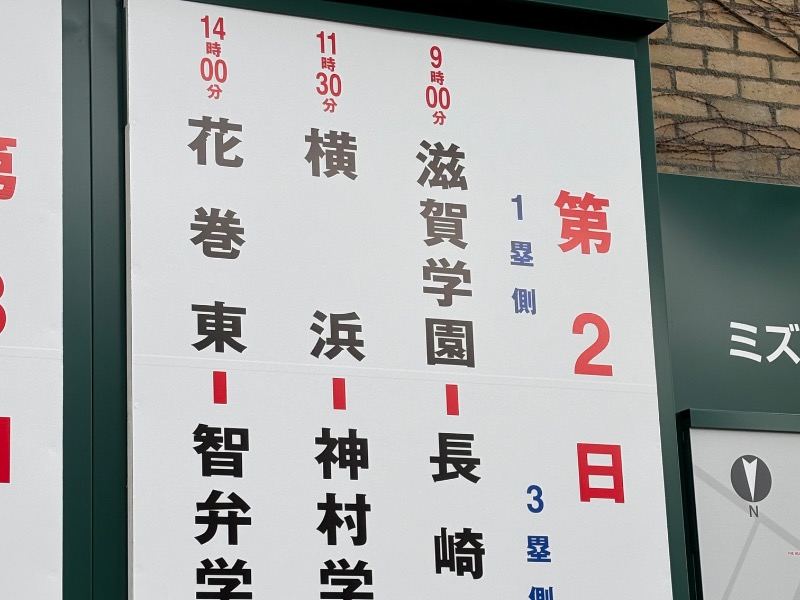 第2日
1塁側
3塁側
9時00分
滋賀学園
長崎
11時30分
横浜
神村学
14時00分
花巻東
智弁学
ミズ
N